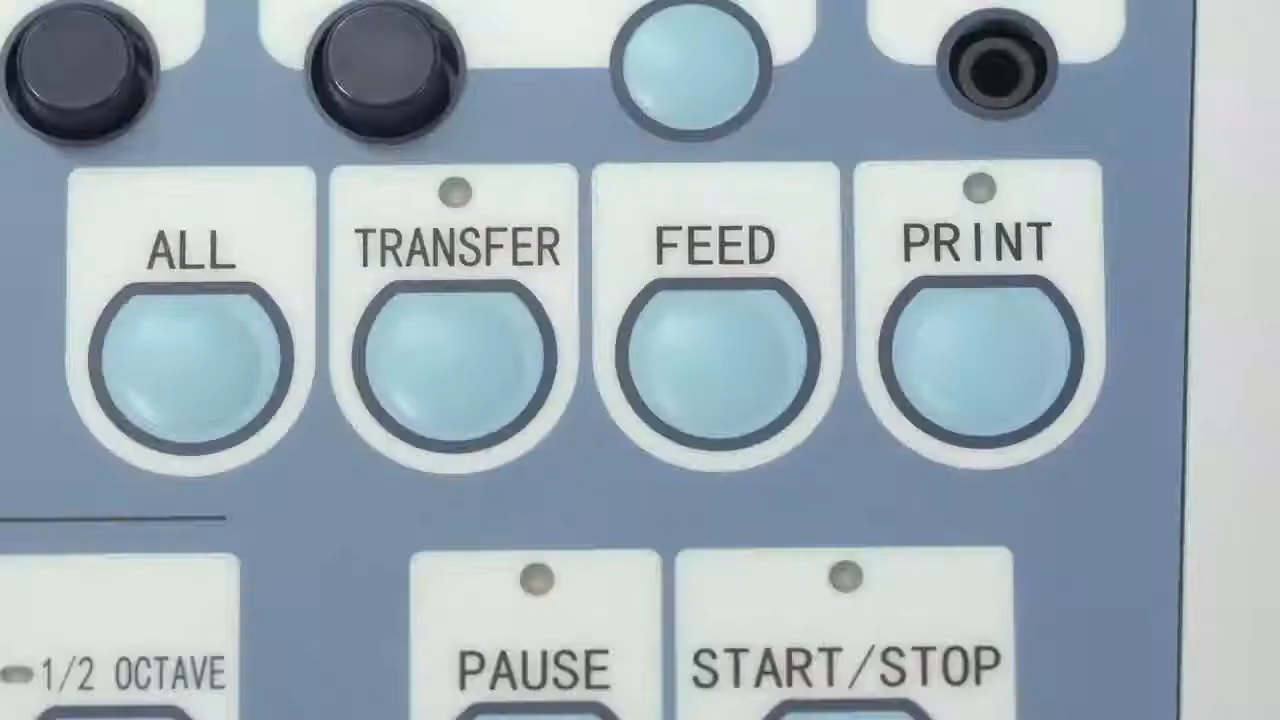 ALL
TRANSFER
FEED
PRINT
1/2 OCTAVE
PAUSE
START/STOP